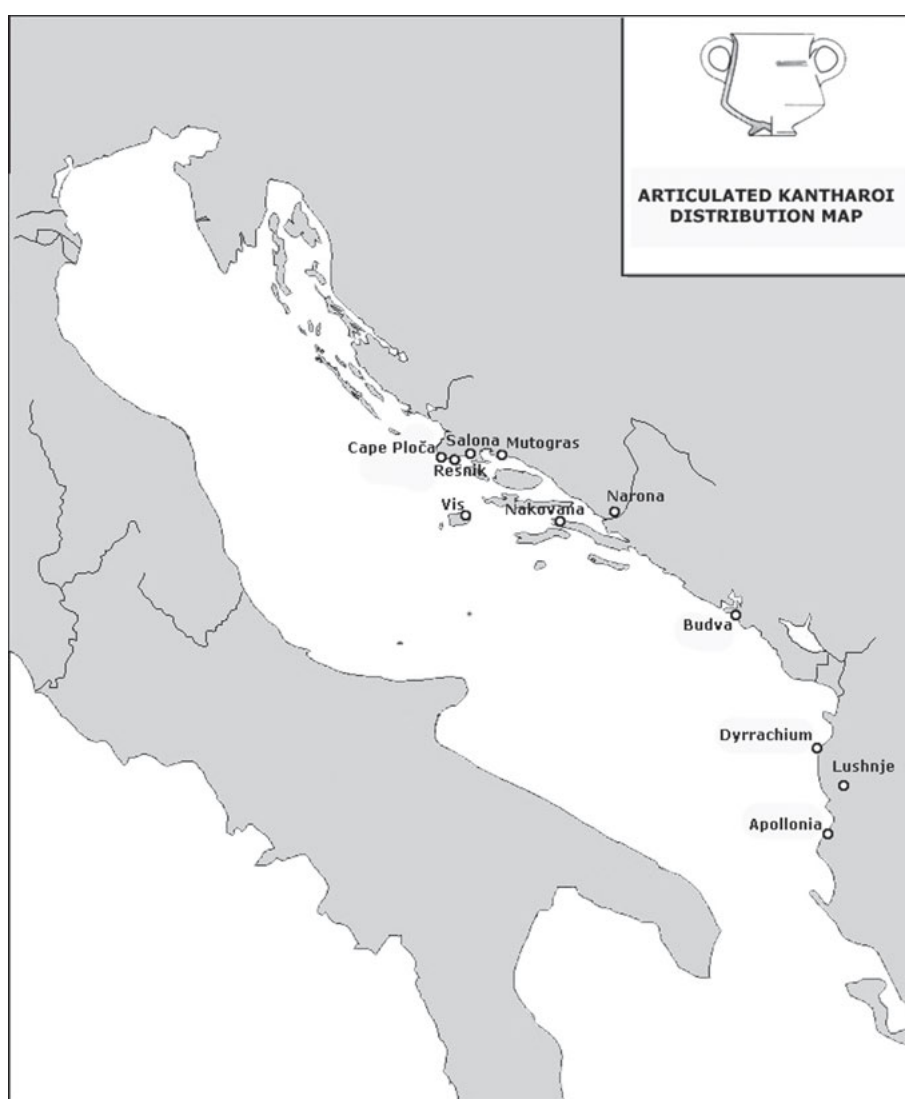 ARTICULATED KANTHAROI
DISTRIBUTION MAP
Salona
Mutogras
Cape Ploča
Resnik
Vis
Nakovana
Narona
Budva
Dyrrachium
Lushnje
Apollonia